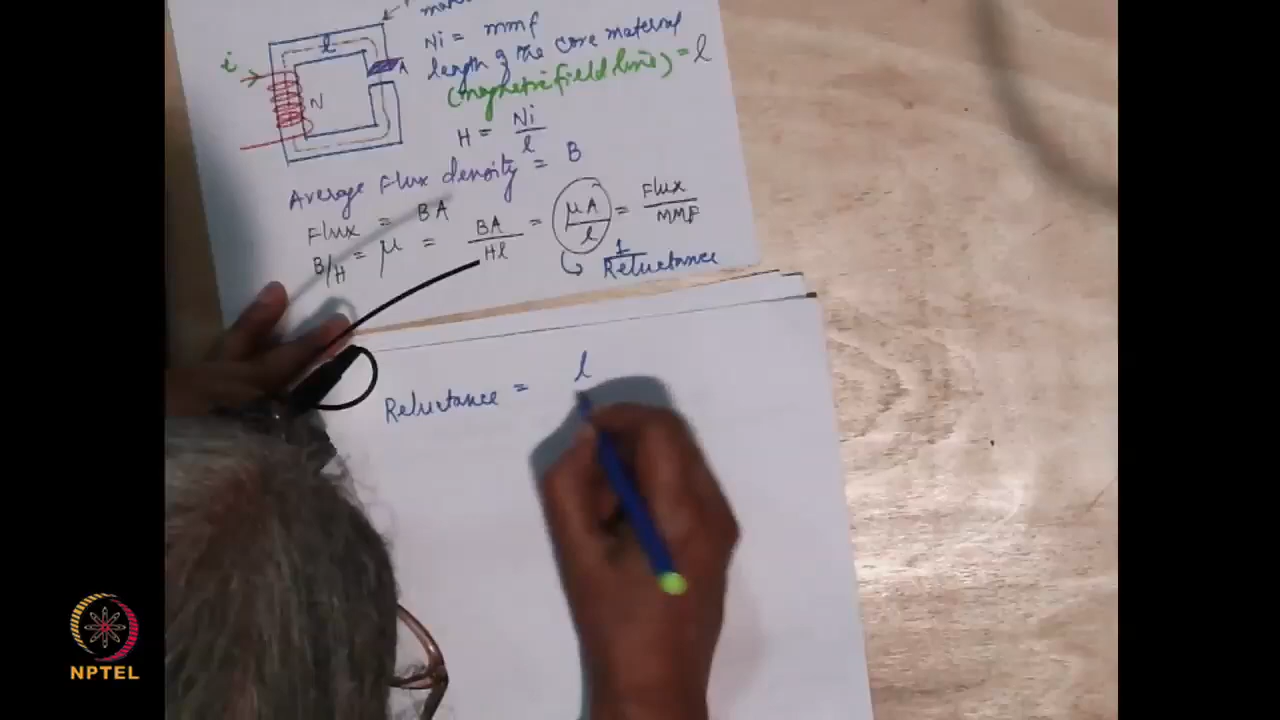 Ni = mmf
length of the core material
(magnetic field line) = l
i
l
A
N
H = Ni / l
Average Flux density = B
Flux = BA
B/H = μ = BA / Hl = μA / l = Flux / MMF
1 / Reluctance
Reluctance = l
NPTEL